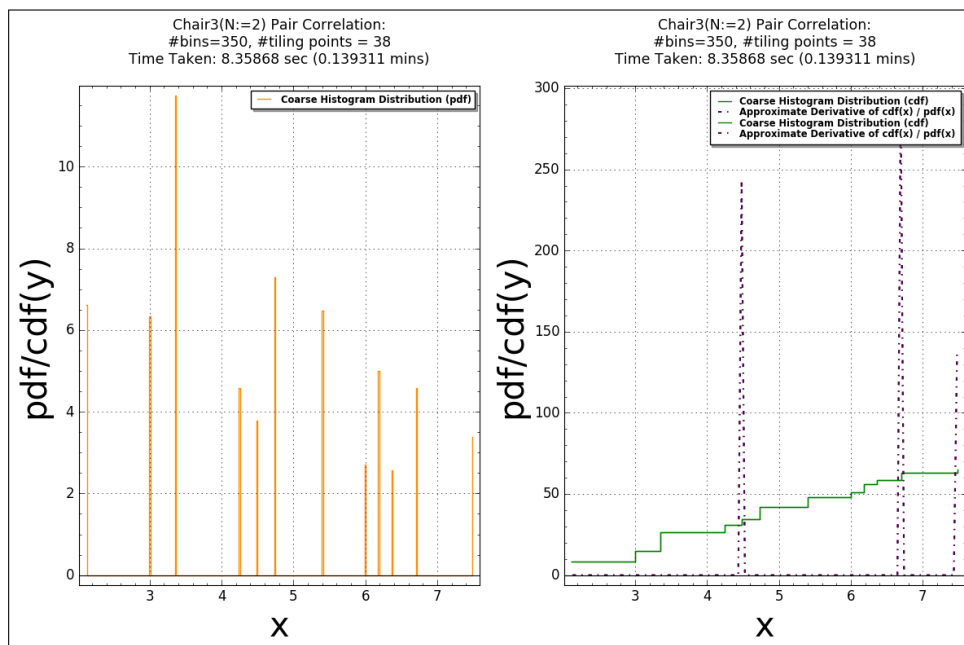 Chair3(N:=2) Pair Correlation:
#bins=350, #tiling points = 38
Time Taken: 8.35868 sec (0.139311 mins)
Coarse Histogram Distribution (pdf)
10
8
6
4
2
0
3 4 5 6 7
pdf/cdf(y)
x
Chair3(N:=2) Pair Correlation:
#bins=350, #tiling points = 38
Time Taken: 8.35868 sec (0.139311 mins)
Coarse Histogram Distribution (cdf)
Approximate Derivative of cdf(x) / pdf(x)
Coarse Histogram Distribution (cdf)
Approximate Derivative of cdf(x) / pdf(x)
300
250
200
150
100
50
0
3 4 5 6 7
pdf/cdf(y)
x